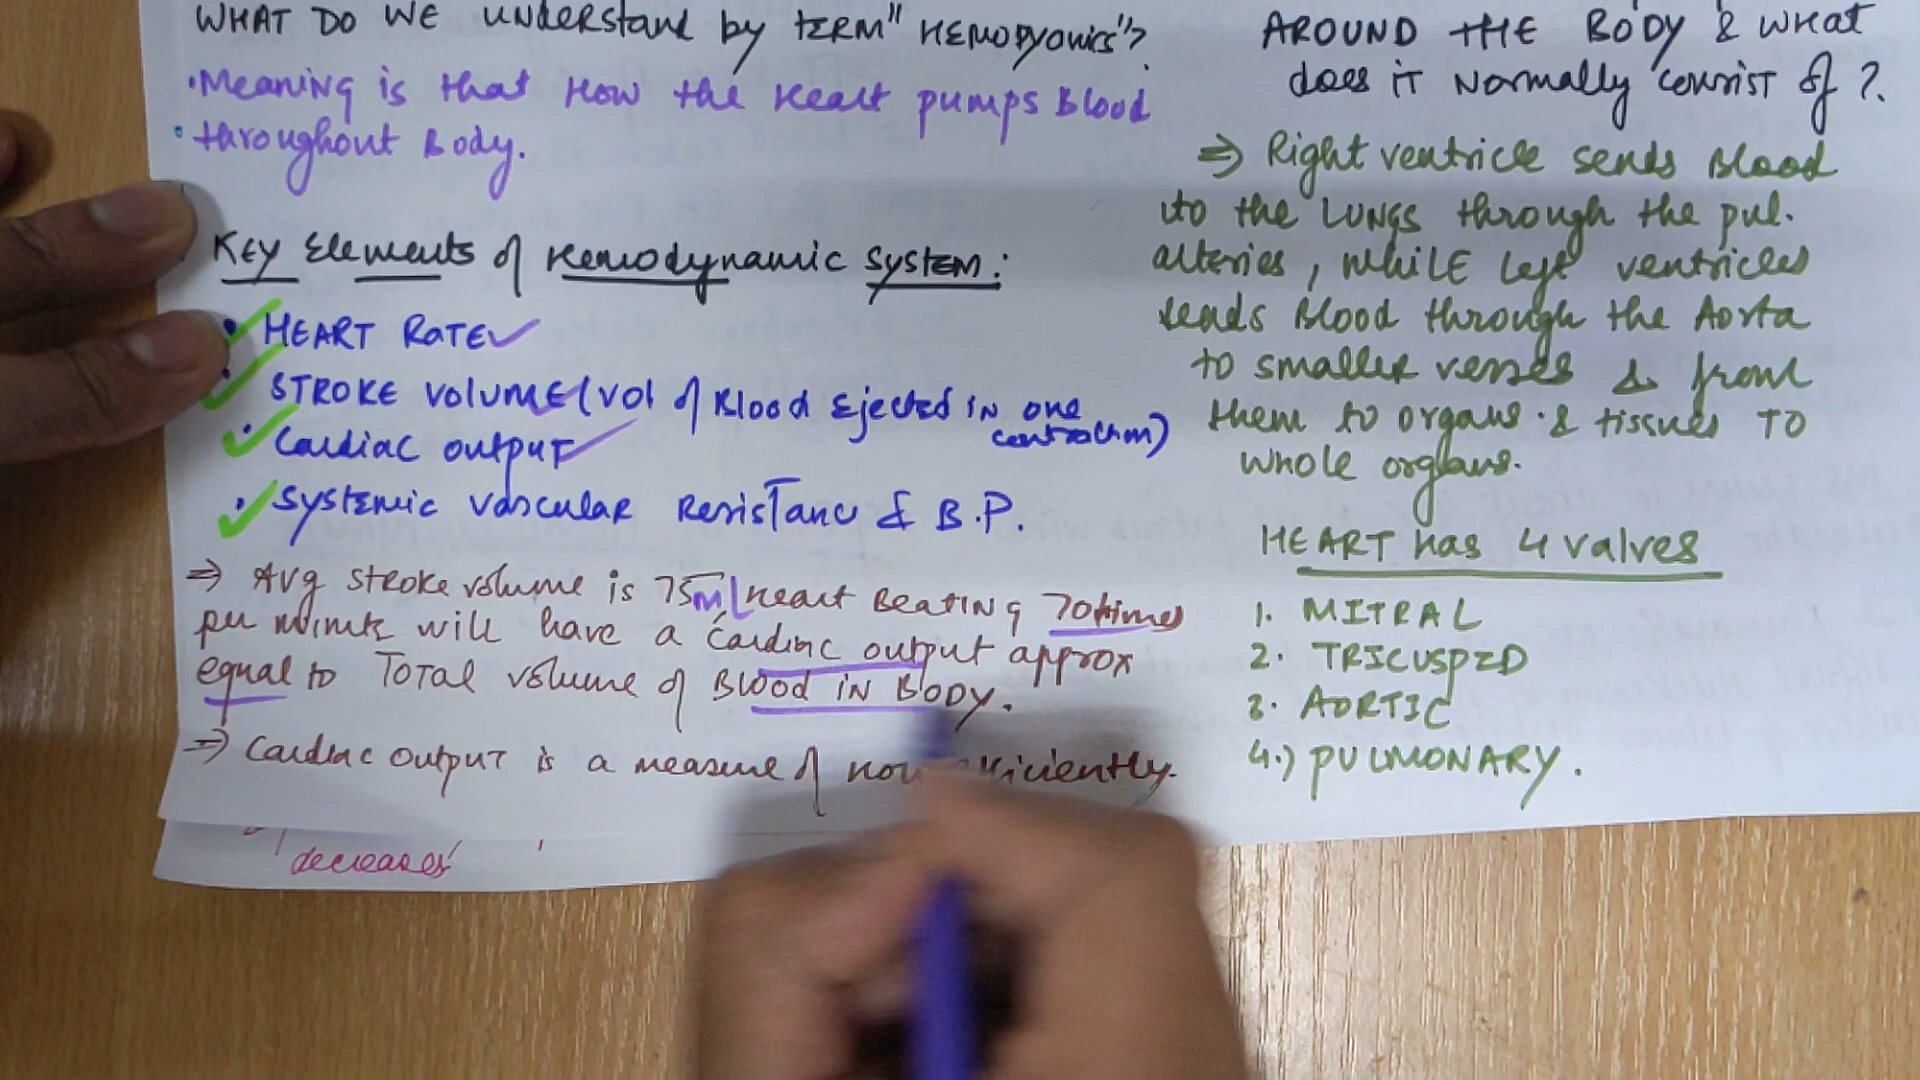 WHAT DO WE understand by TERM "HEMODYONICS"?
• Meaning is that How the Heart pumps Blood
• throughout Body.
Key Elements of Hemodynamic System:
• HEART RATE
• STROKE VOLUME (Vol of Blood Ejected in one contraction)
• Cardiac output
• Systemic vascular Resistance & B.P.
⇒ Avg stroke volume is 75mL Heart Beating 70 times
per minute will have a Cardiac output approx
equal to Total volume of Blood in Body.
⇒ Cardiac Output is a measure of how efficiently.
decreases
AROUND THE BODY & what
does it Normally consist of ?.
⇒ Right ventricle sends Blood
to the LUNGS through the pul.
arteries, while left ventricles
sends Blood through the Aorta
to smaller vesses & from
them to organs & tissues TO
whole organs.
HEART has 4 valves
1. MITRAL
2. TRICUSPID
3. AORTIC
4.) PULMONARY.